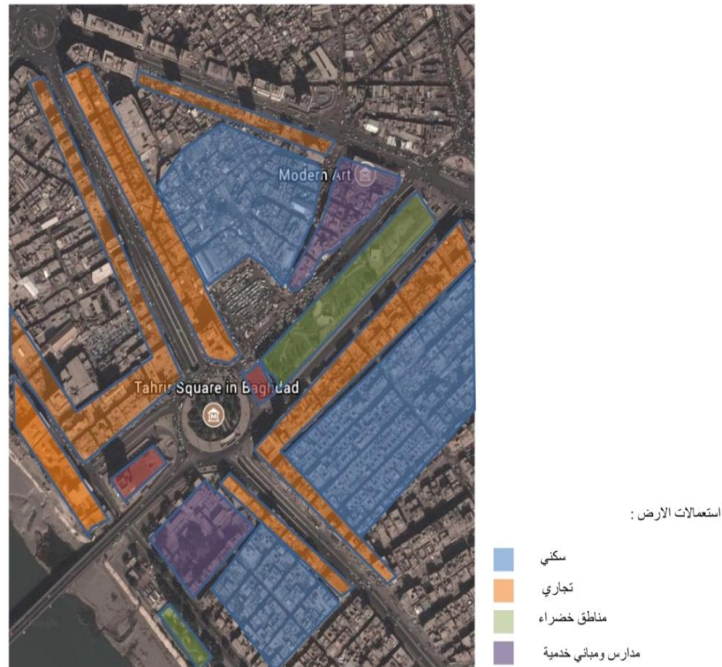 Modern Art
Tahrir Square in Baghdad
استعمالات الارض :
سكني
تجاري
مناطق خضراء
مدارس ومباني خدمية